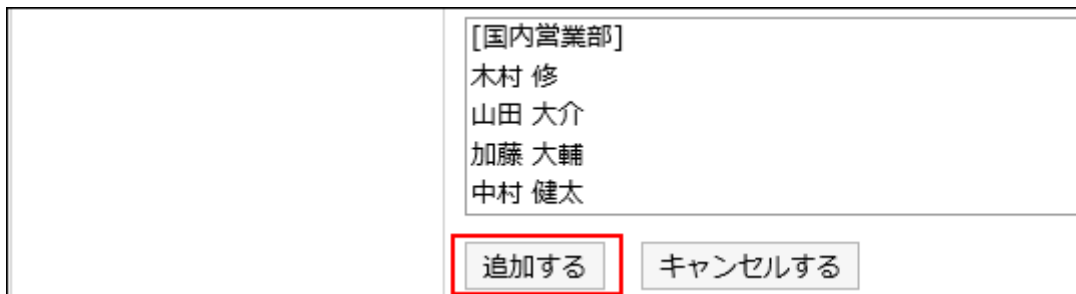 [国内営業部]
木村 修
山田 大介
加藤 大輔
中村 健太
追加する キャンセルする